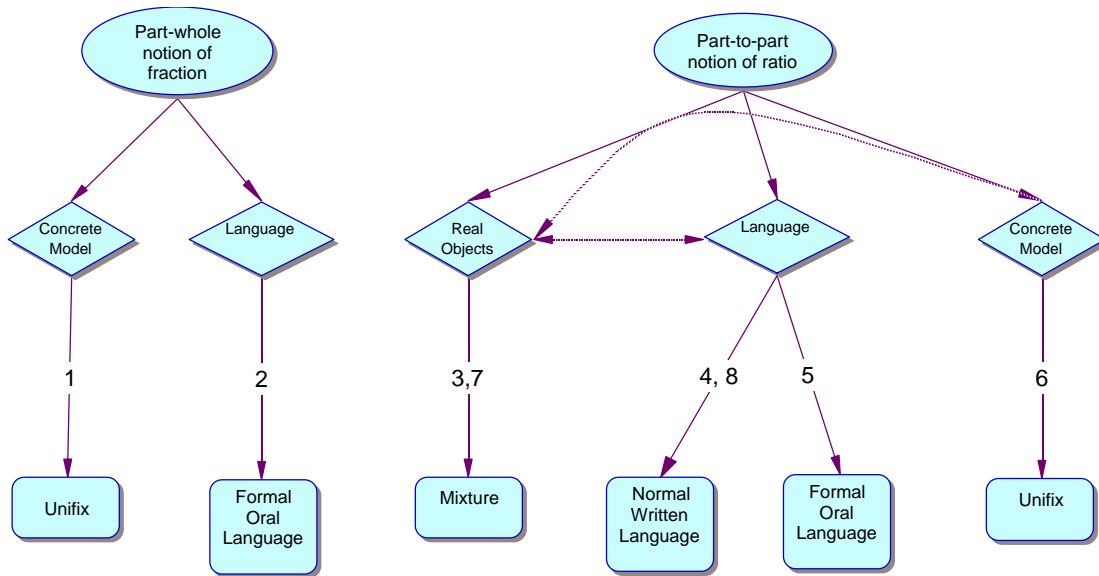 Part-whole
notion of
fraction
Part-to-part
notion of ratio
Concrete
Model
Language
Real
Objects
Language
Concrete
Model
1
2
3,7
4, 8
5
6
Unifix
Formal
Oral
Language
Mixture
Normal
Written
Language
Formal
Oral
Language
Unifix